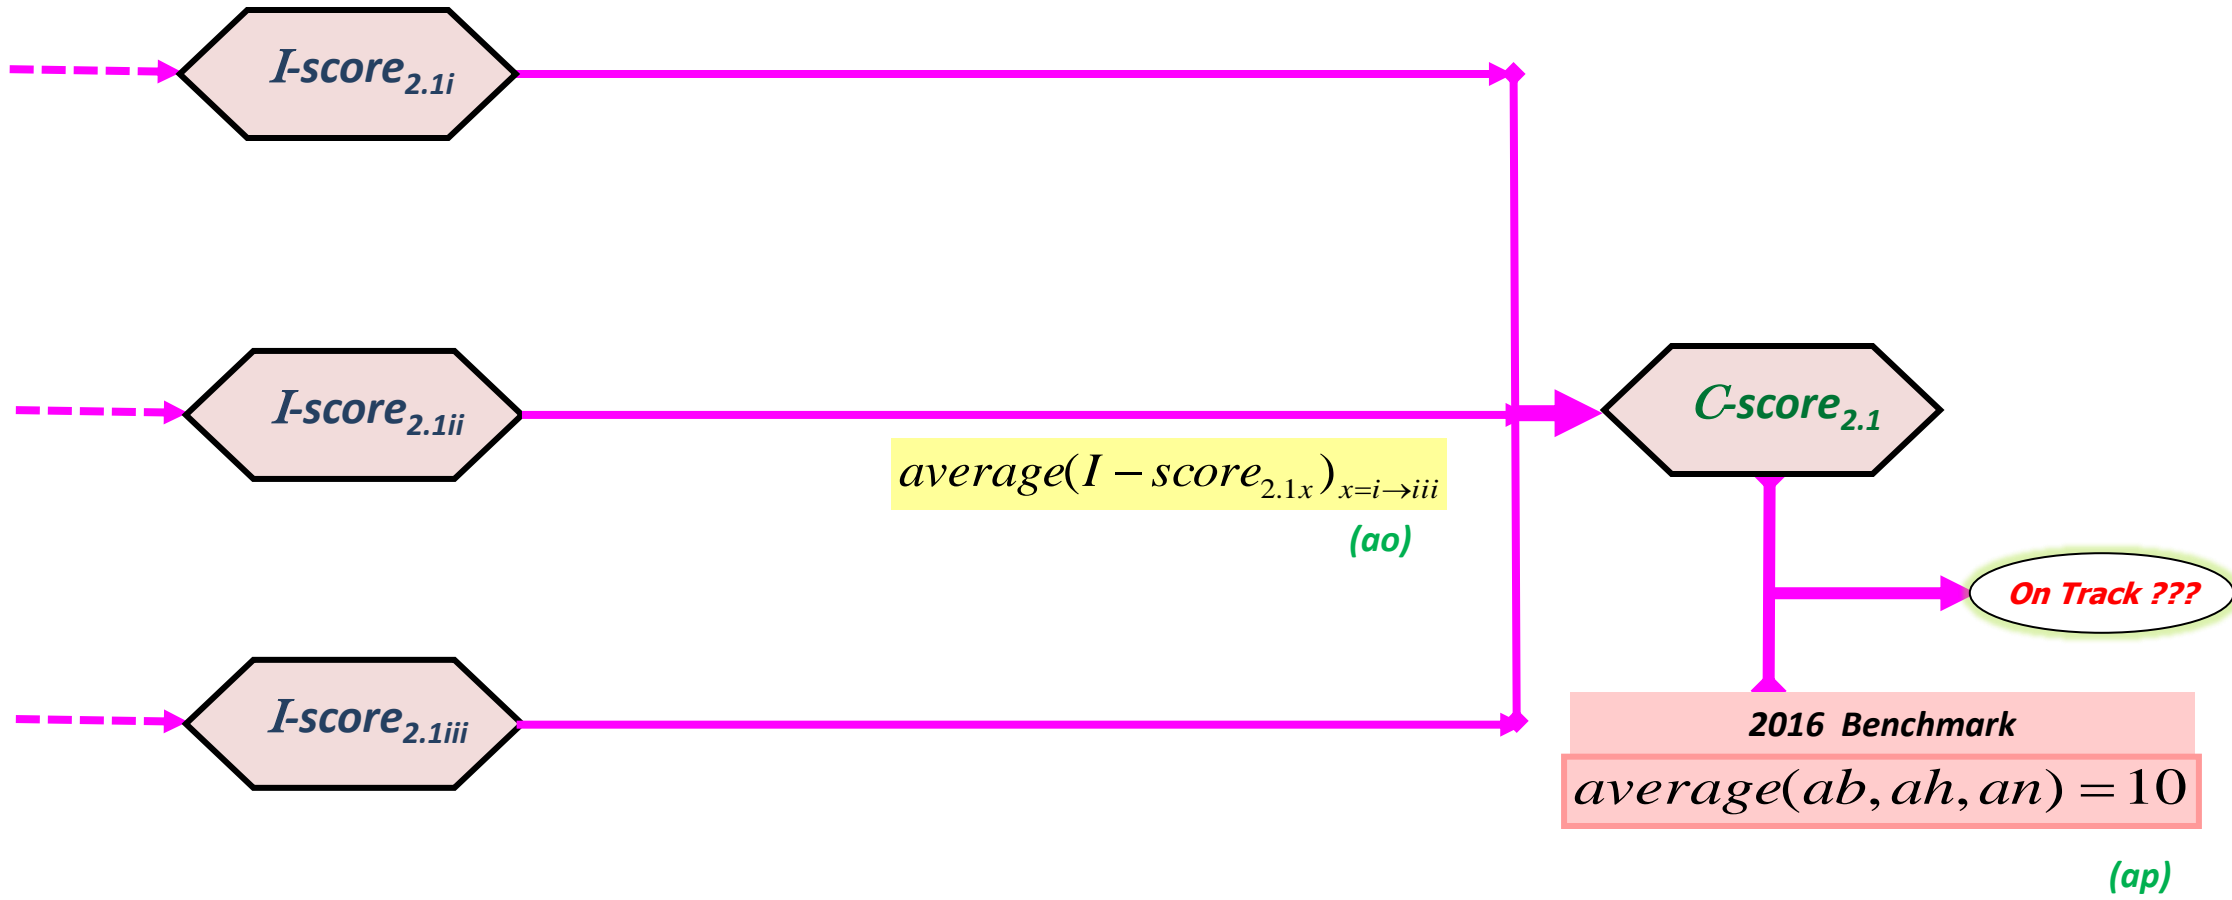 I-score2.1i
I-score2.1ii
C-score2.1
average(I − score2.1x)x=i→iii
(ao)
On Track ???
I-score2.1iii
2016 Benchmark
average(ab, ah, an) = 10
(ap)